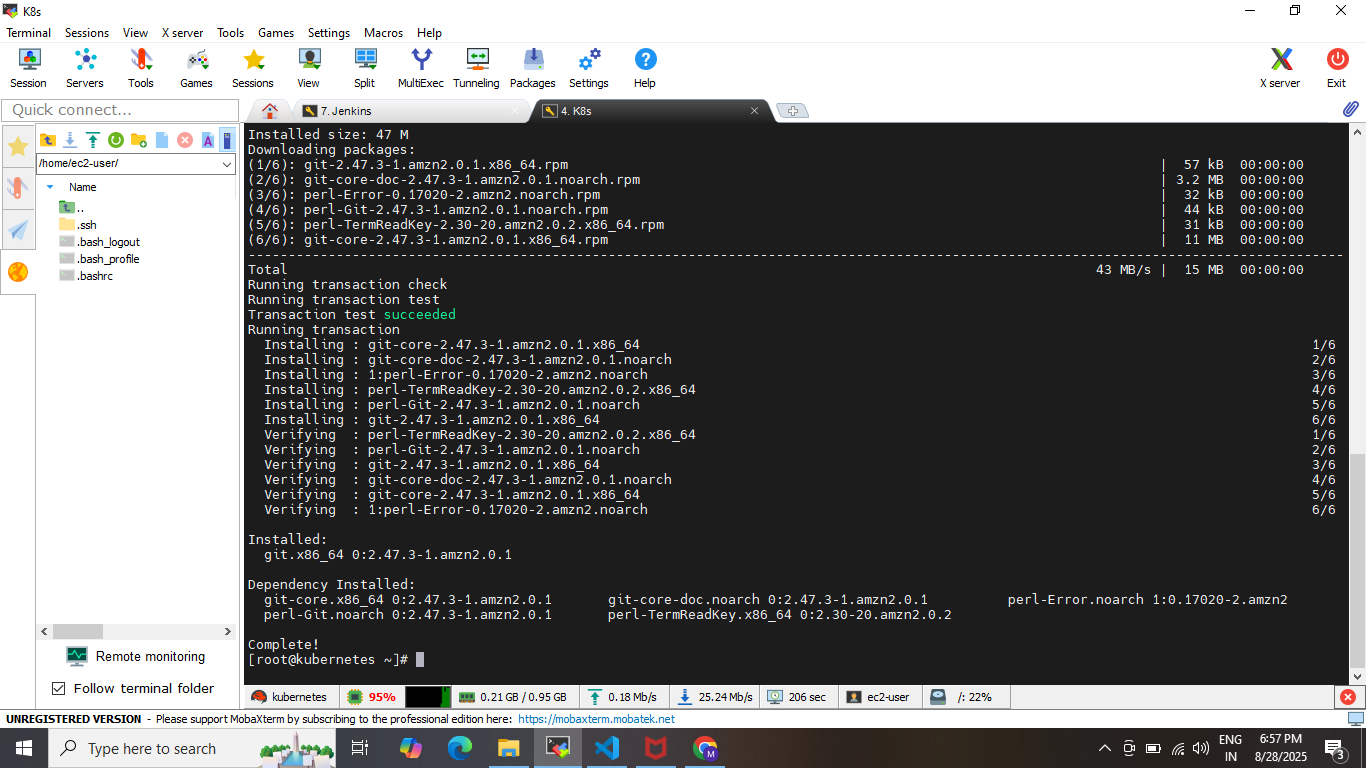 K8s
Terminal Sessions View X server Tools Games Settings Macros Help
Session Servers Tools Games Sessions View Split MultiExec Tunneling Packages Settings Help X server Exit
Quick connect...
7. Jenkins
4. K8s
/home/ec2-user/
Name
..
.ssh
.bash_logout
.bash_profile
.bashrc
Remote monitoring
Follow terminal folder
Installed size: 47 M
Downloading packages:
(1/6): git-2.47.3-1.amzn2.0.1.x86_64.rpm | 57 kB 00:00:00
(2/6): git-core-doc-2.47.3-1.amzn2.0.1.noarch.rpm | 3.2 MB 00:00:00
(3/6): perl-Error-0.17020-2.amzn2.noarch.rpm | 32 kB 00:00:00
(4/6): perl-Git-2.47.3-1.amzn2.0.1.noarch.rpm | 44 kB 00:00:00
(5/6): perl-TermReadKey-2.30-20.amzn2.0.2.x86_64.rpm | 31 kB 00:00:00
(6/6): git-core-2.47.3-1.amzn2.0.1.x86_64.rpm | 11 MB 00:00:00
--------------------------------------------------------------------------------
Total 43 MB/s | 15 MB 00:00:00
Running transaction check
Running transaction test
Transaction test succeeded
Running transaction
Installing : git-core-2.47.3-1.amzn2.0.1.x86_64 1/6
Installing : git-core-doc-2.47.3-1.amzn2.0.1.noarch 2/6
Installing : 1:perl-Error-0.17020-2.amzn2.noarch 3/6
Installing : perl-TermReadKey-2.30-20.amzn2.0.2.x86_64 4/6
Installing : perl-Git-2.47.3-1.amzn2.0.1.noarch 5/6
Installing : git-2.47.3-1.amzn2.0.1.x86_64 6/6
Verifying : perl-TermReadKey-2.30-20.amzn2.0.2.x86_64 1/6
Verifying : perl-Git-2.47.3-1.amzn2.0.1.noarch 2/6
Verifying : git-2.47.3-1.amzn2.0.1.x86_64 3/6
Verifying : git-core-doc-2.47.3-1.amzn2.0.1.noarch 4/6
Verifying : git-core-2.47.3-1.amzn2.0.1.x86_64 5/6
Verifying : 1:perl-Error-0.17020-2.amzn2.noarch 6/6
Installed:
git.x86_64 0:2.47.3-1.amzn2.0.1
Dependency Installed:
git-core.x86_64 0:2.47.3-1.amzn2.0.1 git-core-doc.noarch 0:2.47.3-1.amzn2.0.1 perl-Error.noarch 1:0.17020-2.amzn2
perl-Git.noarch 0:2.47.3-1.amzn2.0.1 perl-TermReadKey.x86_64 0:2.30-20.amzn2.0.2
Complete!
[root@kubernetes ~]#
kubernetes 95% 0.21 GB / 0.95 GB 0.18 Mb/s 25.24 Mb/s 206 sec ec2-user /: 22%
UNREGISTERED VERSION - Please support MobaXterm by subscribing to the professional edition here: https://mobaxterm.mobatek.net
Type here to search
ENG
IN
6:57 PM
8/28/2025
3